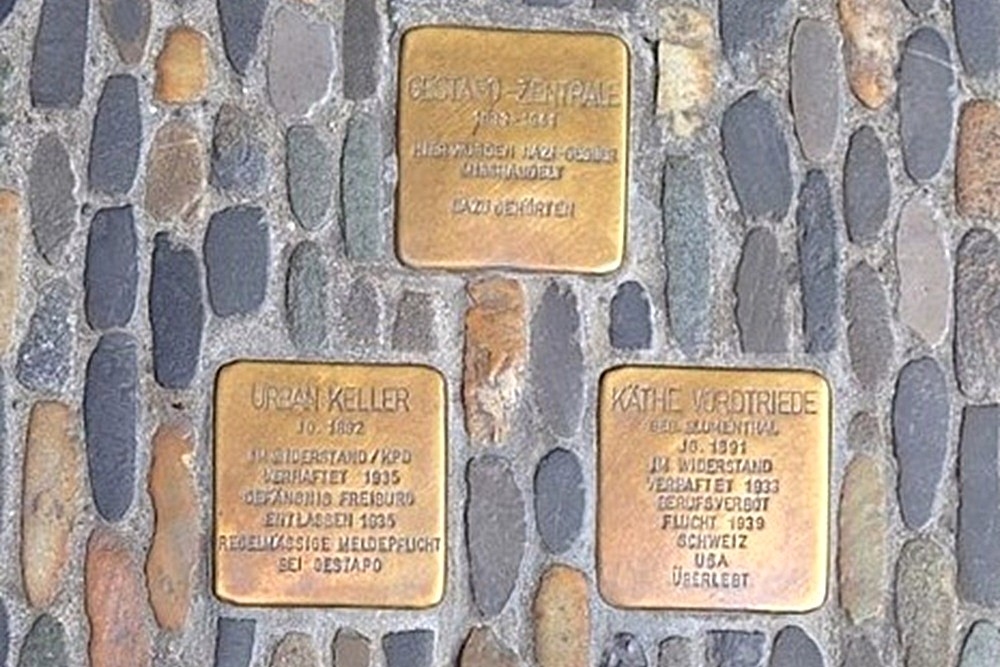 GESTAPO-ZENTRALE
HIER WURDEN NAZI-GEGNER
MISSHANDELT
DAZU GEHÖRTEN
URBAN KELLER
JG. 1892
IM WIDERSTAND/KPD
VERHAFTET 1935
GEFÄNGNIS FREIBURG
ENTLASSEN 1935
REGELMÄSSIGE MELDEPFLICHT
BEI GESTAPO
KÄTHE VORDTRIEDE
GEB. BLUMENTHAL
JG. 1891
IM WIDERSTAND
VERHAFTET 1933
BERUFSVERBOT
FLUCHT 1939
SCHWEIZ
USA
ÜBERLEBT